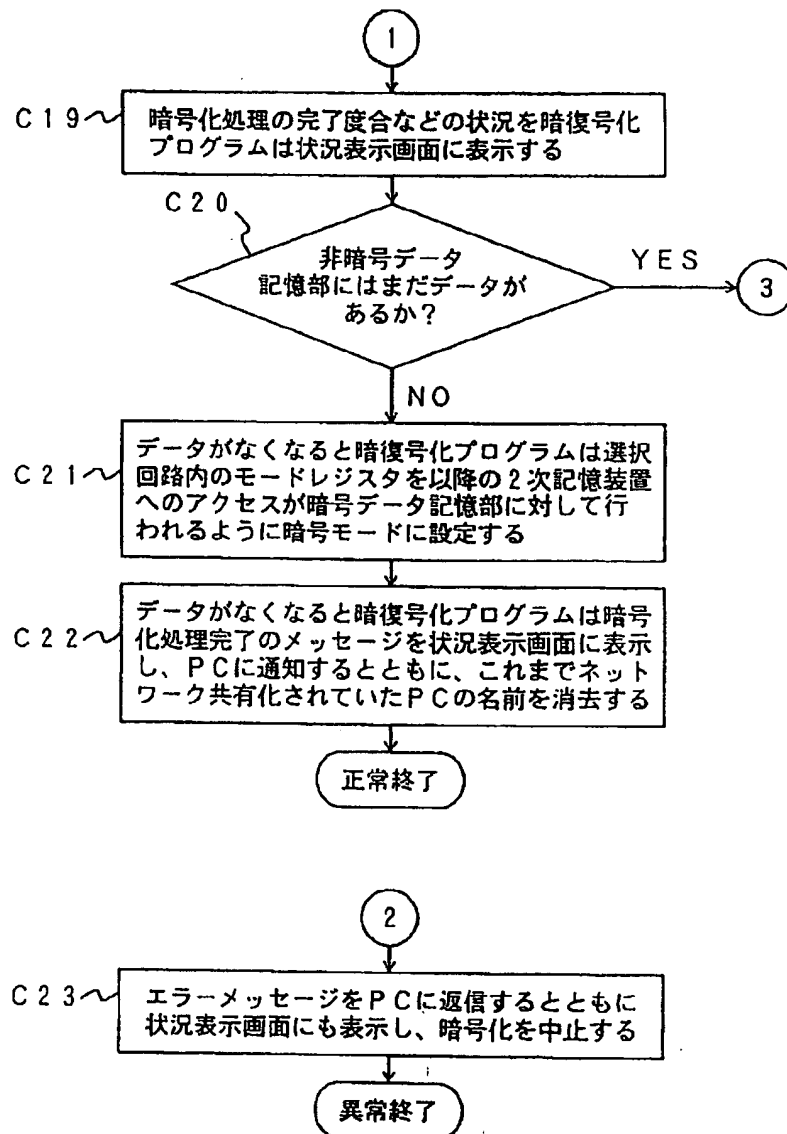 1
C19
暗号化処理の完了度合などの状況を暗復号化
プログラムは状況表示画面に表示する
C20
非暗号データ
記憶部にはまだデータが
あるか？
YES
3
NO
C21
データがなくなると暗復号化プログラムは選択
回路内のモードレジスタを以降の2次記憶装置
へのアクセスが暗号データ記憶部に対して行
われるように暗号モードに設定する
C22
データがなくなると暗復号化プログラムは暗号
化処理完了のメッセージを状況表示画面に表示
し、PCに通知するとともに、これまでネット
ワーク共有化されていたPCの名前を消去する
正常終了
2
C23
エラーメッセージをPCに返信するとともに
状況表示画面にも表示し、暗号化を中止する
異常終了